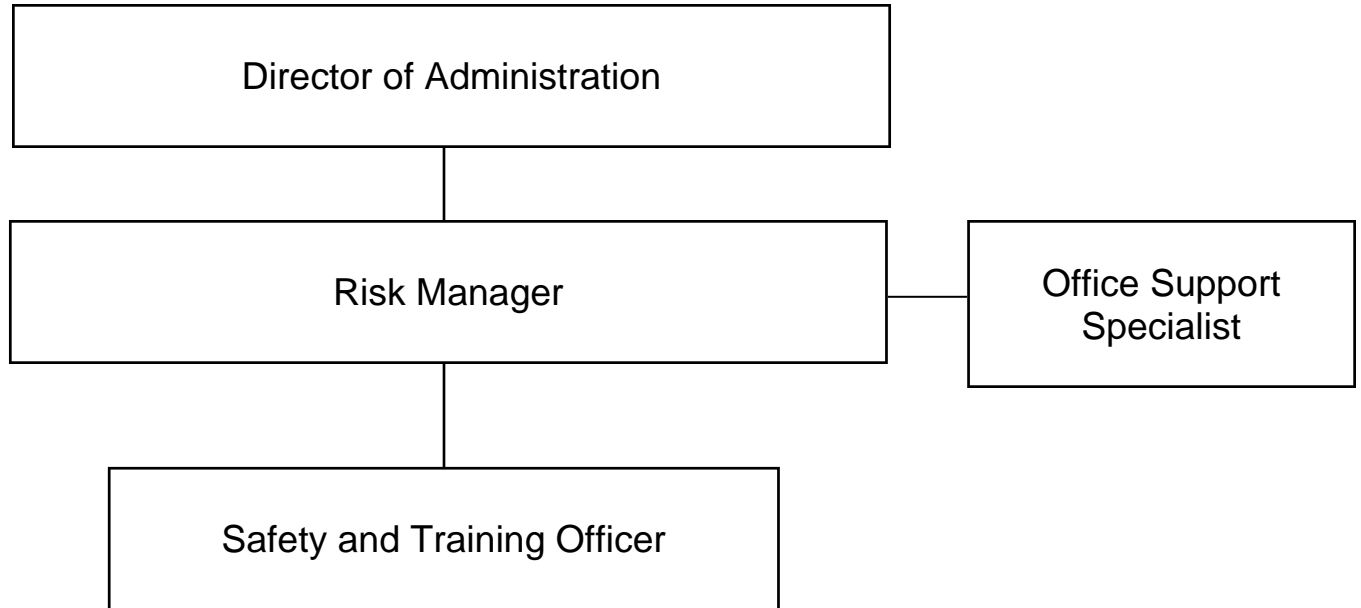 Director of Administration
Risk Manager
Office Support
Specialist
Safety and Training Officer